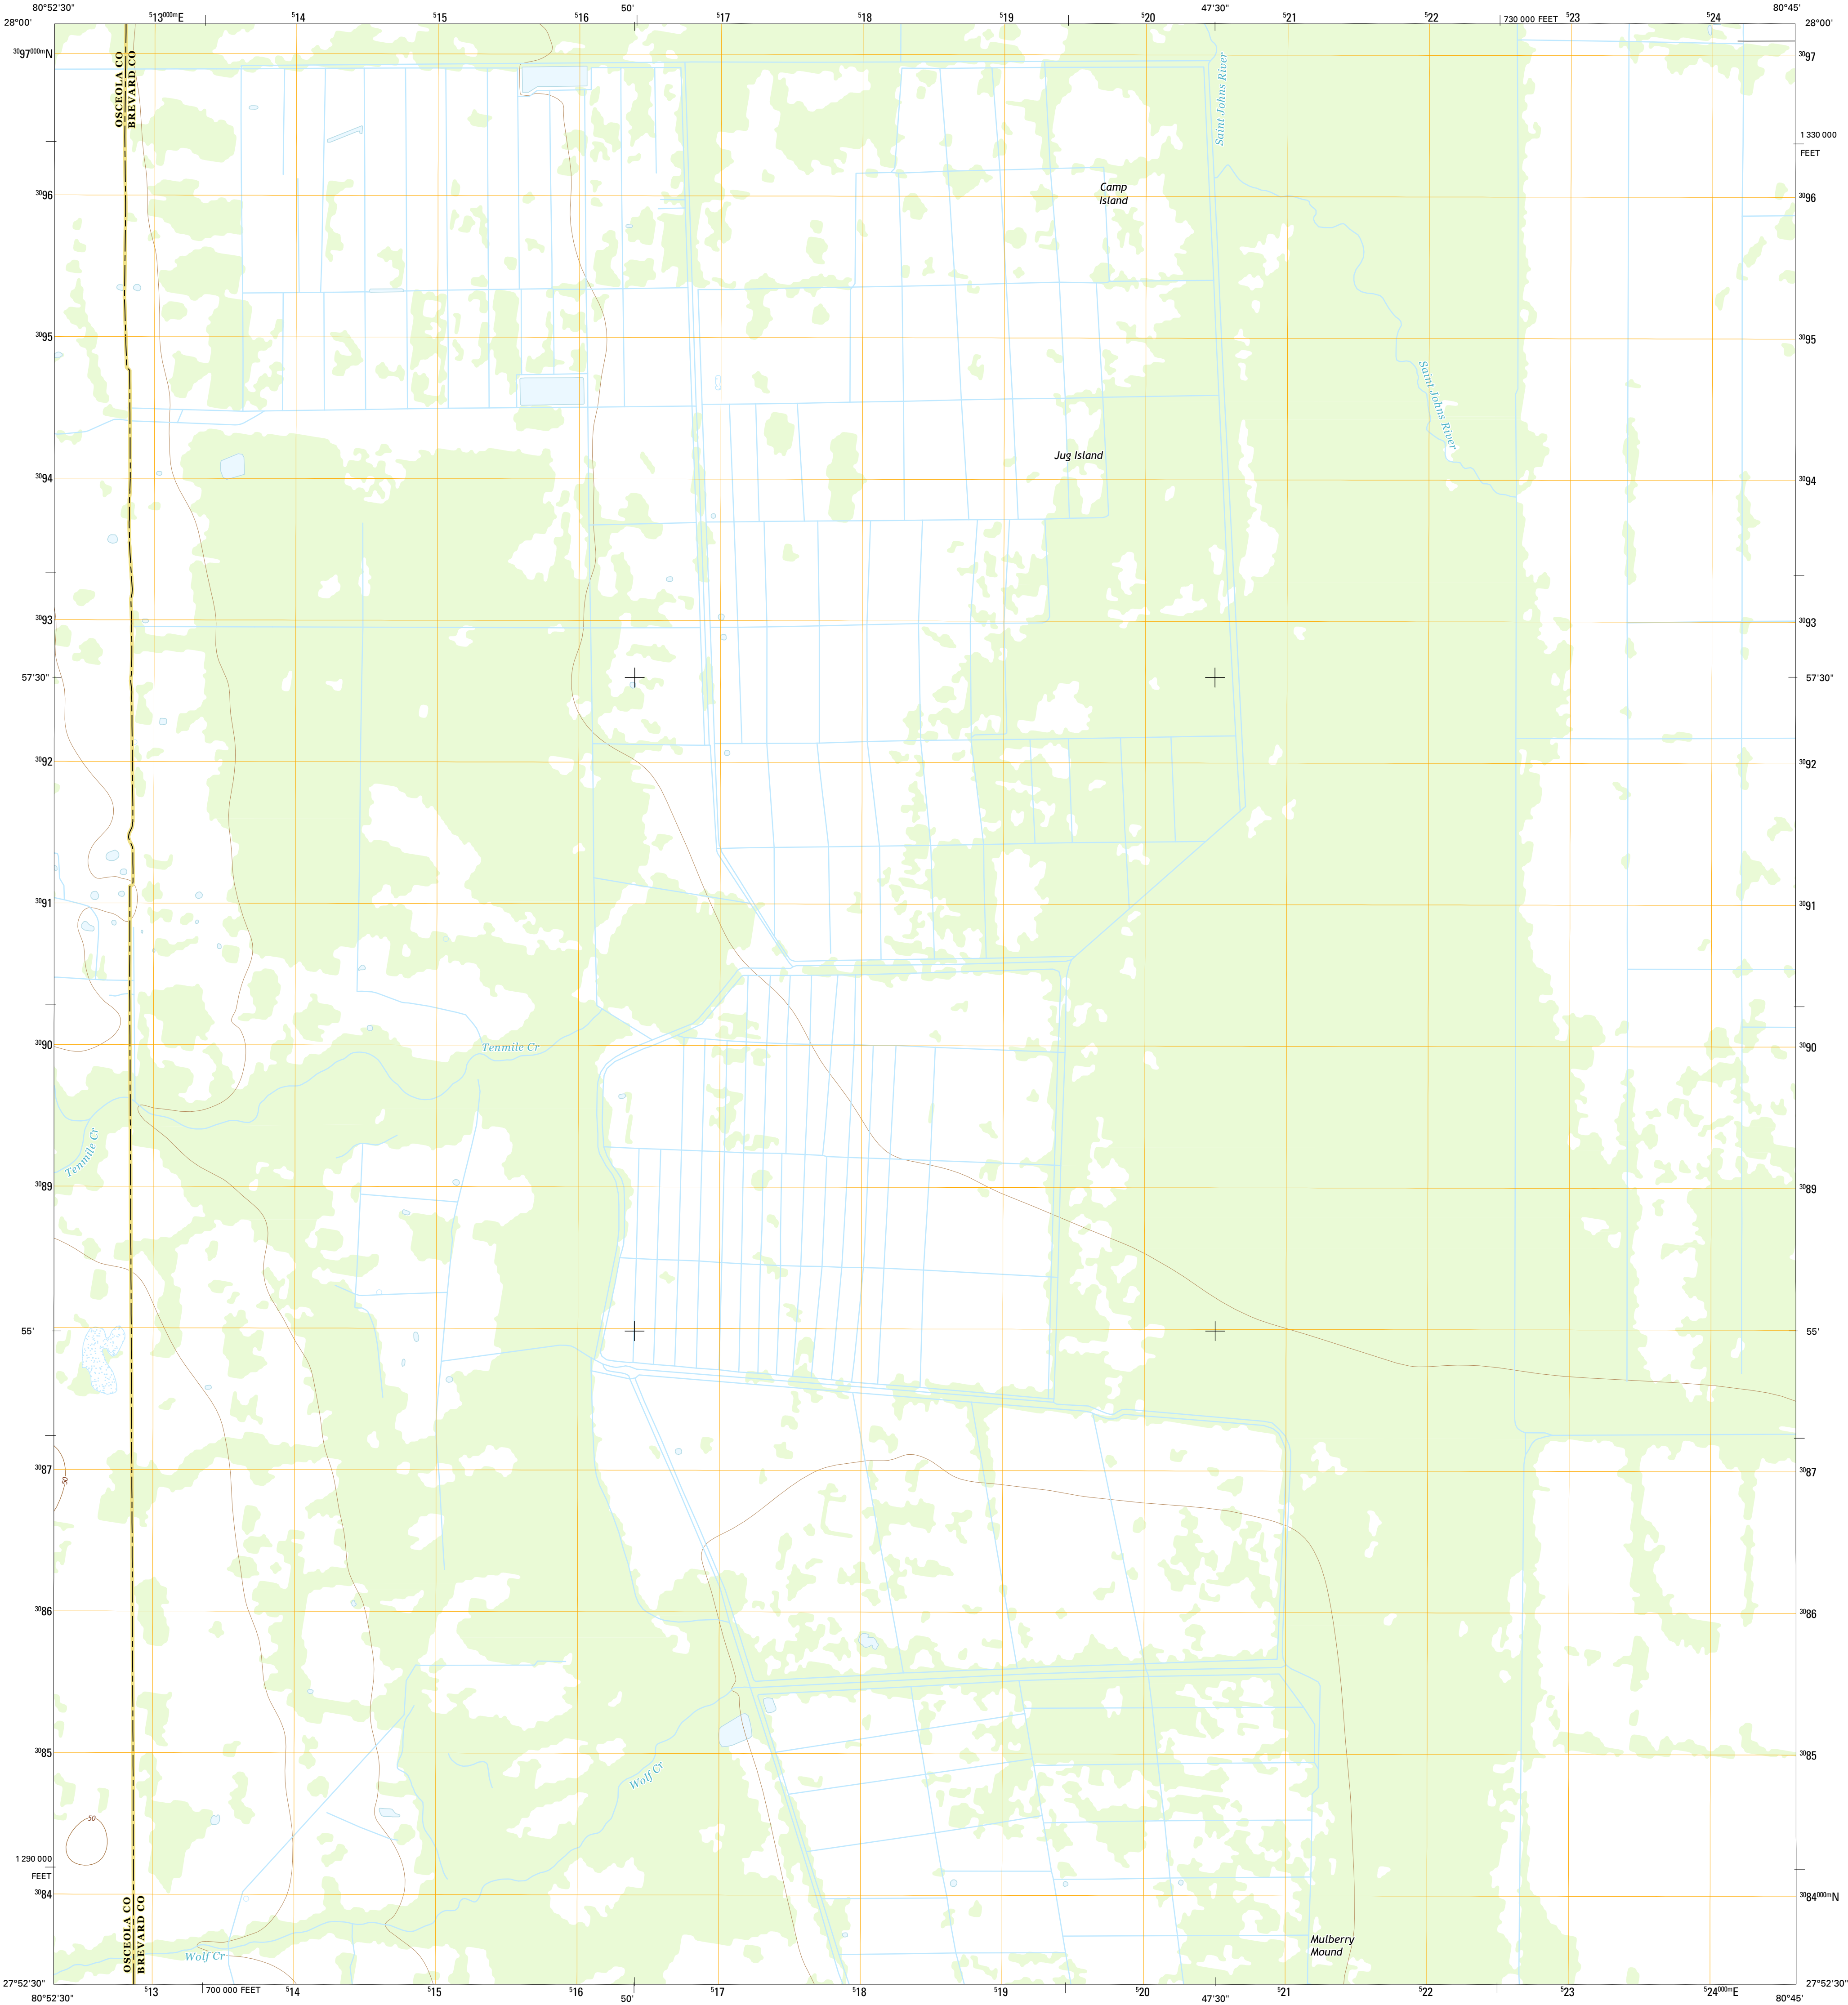 80°52'30"
⁵13⁰⁰⁰ᵐE
⁵14
⁵15
⁵16
50'
⁵17
⁵18
⁵19
⁵20
47'30"
⁵21
⁵22
730 000 FEET
⁵23
⁵24
80°45'
28°00'
28°00'
³⁰97⁰⁰⁰ᵐN
³⁰97
OSCEOLA CO
BREVARD CO
Saint Johns River
1 330 000
FEET
Camp
Island
³⁰96
³⁰96
³⁰95
³⁰95
Saint Johns River
Jug Island
³⁰94
³⁰94
³⁰93
³⁰93
57'30"
57'30"
³⁰92
³⁰92
³⁰91
³⁰91
³⁰90
Tenmile Cr
³⁰90
Tenmile Cr
³⁰89
³⁰89
55'
55'
50
³⁰87
³⁰87
³⁰86
³⁰86
³⁰85
³⁰85
Wolf Cr
50
1 290 000
FEET
³⁰84
³⁰84⁰⁰⁰ᵐN
OSCEOLA CO
BREVARD CO
Wolf Cr
Mulberry
Mound
27°52'30"
27°52'30"
80°52'30"
⁵13
700 000 FEET
⁵14
⁵15
⁵16
50'
⁵17
⁵18
⁵19
⁵20
47'30"
⁵21
⁵22
⁵23
⁵24⁰⁰⁰ᵐE
80°45'